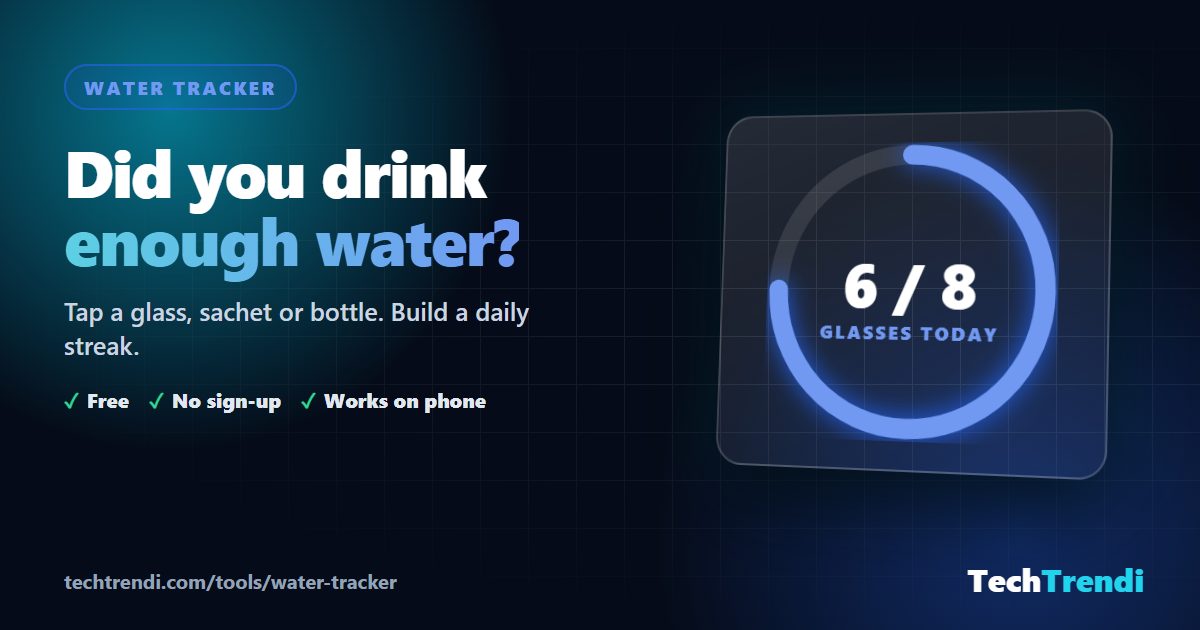 WATER TRACKER
Did you drink
enough water?
Tap a glass, sachet or bottle. Build a daily
streak.
✓ Free ✓ No sign-up ✓ Works on phone
6 / 8
GLASSES TODAY
techtrendi.com/tools/water-tracker
TechTrendi